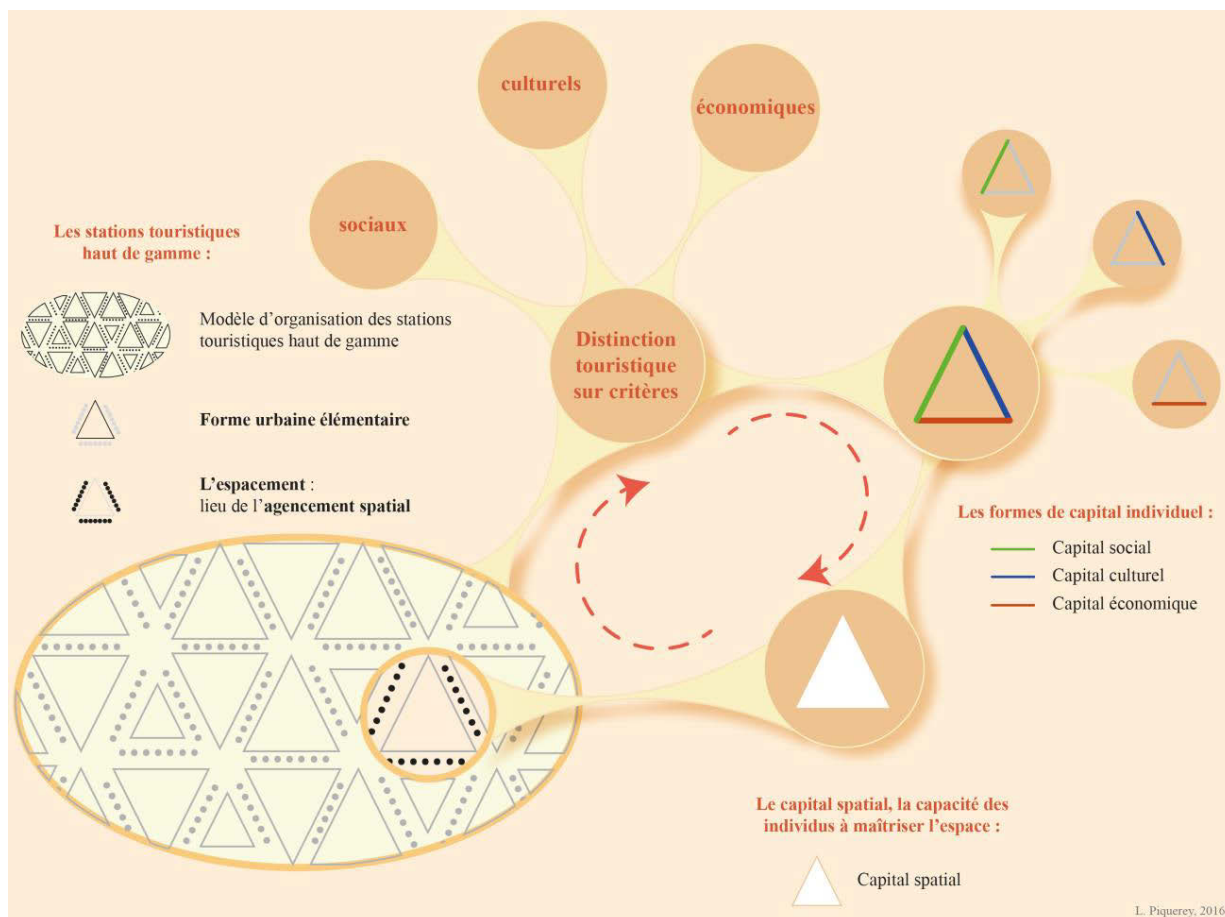 culturels
économiques
sociaux
Les stations touristiques
haut de gamme :
Modèle d'organisation des stations
touristiques haut de gamme
Forme urbaine élémentaire
L'espacement :
lieu de l'agencement spatial
Distinction
touristique
sur critères
Les formes de capital individuel :
Capital social
Capital culturel
Capital économique
Le capital spatial, la capacité des
individus à maîtriser l'espace :
Capital spatial
L. Piquerey, 2016